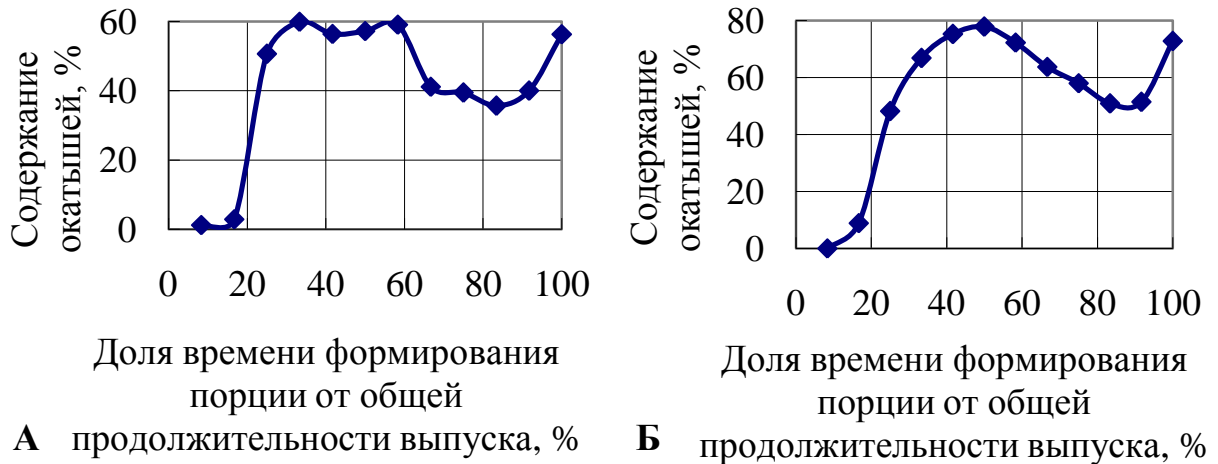 Содержание
окатышей, %
60
40
20
0
0 20 40 60 80 100
Доля времени формирования
порции от общей
А продолжительности выпуска, %
Содержание
окатышей, %
80
60
40
20
0
0 20 40 60 80 100
Доля времени формирования
порции от общей
Б продолжительности выпуска, %